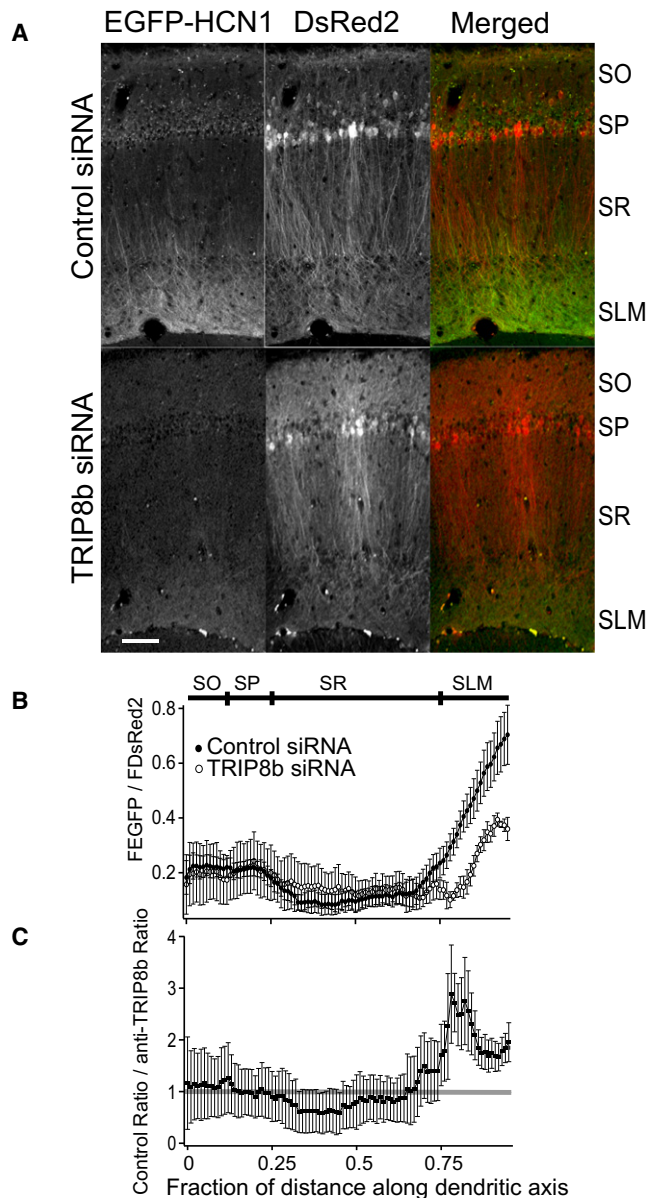 A
EGFP-HCN1 DsRed2 Merged
Control siRNA
SO
SP
SR
SLM
TRIP8b siRNA
SO
SP
SR
SLM
B
SO SP SR SLM
FEGFP / FDsRed2
0.8
0.6
0.4
0.2
Control siRNA
TRIP8b siRNA
C
Control Ratio / anti-TRIP8b Ratio
4
3
2
1
0
0 0.25 0.5 0.75
Fraction of distance along dendritic axis